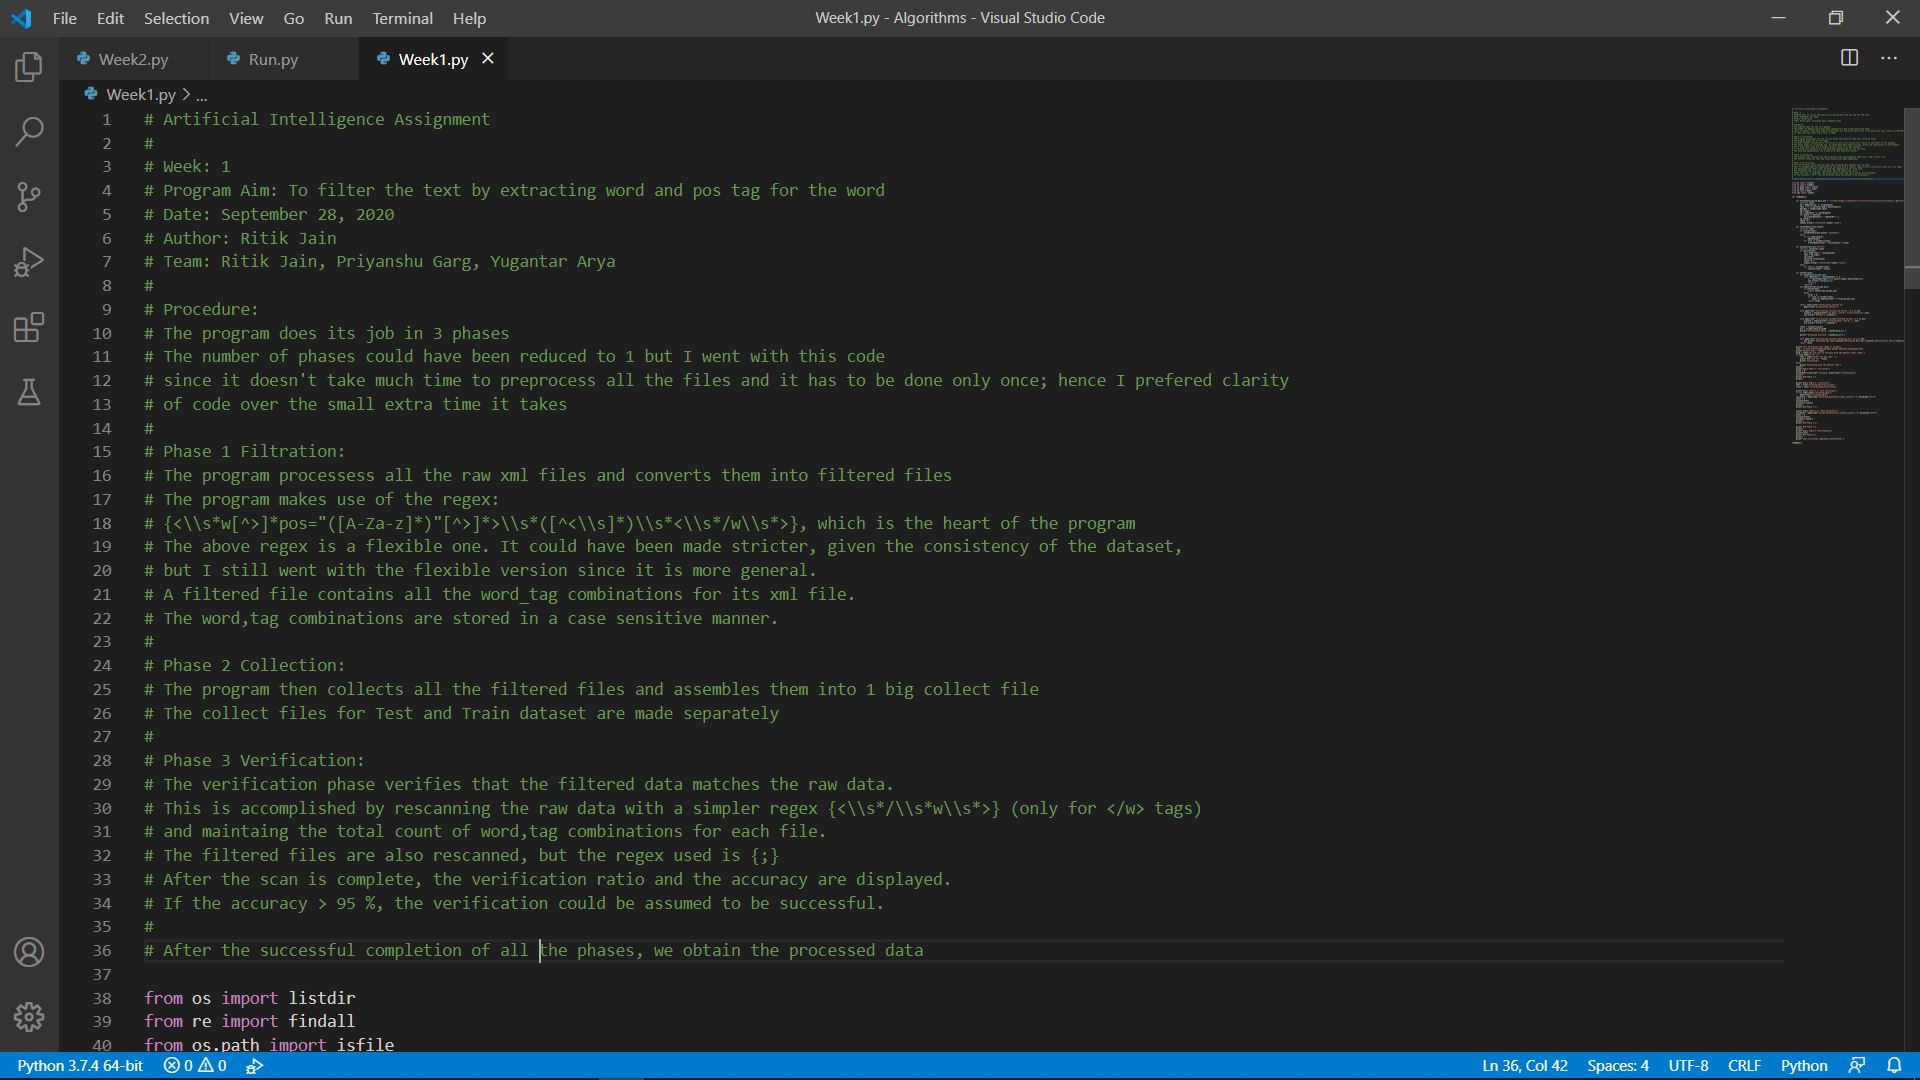 File Edit Selection View Go Run Terminal Help
Week1.py - Algorithms - Visual Studio Code
Week2.py Run.py Week1.py
Week1.py > ...
1 # Artificial Intelligence Assignment
2 #
3 # Week: 1
4 # Program Aim: To filter the text by extracting word and pos tag for the word
5 # Date: September 28, 2020
6 # Author: Ritik Jain
7 # Team: Ritik Jain, Priyanshu Garg, Yugantar Arya
8 #
9 # Procedure:
10 # The program does its job in 3 phases
11 # The number of phases could have been reduced to 1 but I went with this code
12 # since it doesn't take much time to preprocess all the files and it has to be done only once; hence I prefered clarity
13 # of code over the small extra time it takes
14 #
15 # Phase 1 Filtration:
16 # The program processess all the raw xml files and converts them into filtered files
17 # The program makes use of the regex:
18 # {<\\s*w[^>]*pos="([A-Za-z]*)"[^>]*>\\s*([^<\\s]*)\\s*<\\s*/w\\s*>}, which is the heart of the program
19 # The above regex is a flexible one. It could have been made stricter, given the consistency of the dataset,
20 # but I still went with the flexible version since it is more general.
21 # A filtered file contains all the word_tag combinations for its xml file.
22 # The word,tag combinations are stored in a case sensitive manner.
23 #
24 # Phase 2 Collection:
25 # The program then collects all the filtered files and assembles them into 1 big collect file
26 # The collect files for Test and Train dataset are made separately
27 #
28 # Phase 3 Verification:
29 # The verification phase verifies that the filtered data matches the raw data.
30 # This is accomplished by rescanning the raw data with a simpler regex {<\\s*/\\s*w\\s*>} (only for </w> tags)
31 # and maintaing the total count of word,tag combinations for each file.
32 # The filtered files are also rescanned, but the regex used is {;}
33 # After the scan is complete, the verification ratio and the accuracy are displayed.
34 # If the accuracy > 95 %, the verification could be assumed to be successful.
35 #
36 # After the successful completion of all the phases, we obtain the processed data
37
38 from os import listdir
39 from re import findall
40 from os.path import isfile
Python 3.7.4 64-bit 0 0 Ln 36, Col 42 Spaces: 4 UTF-8 CRLF Python